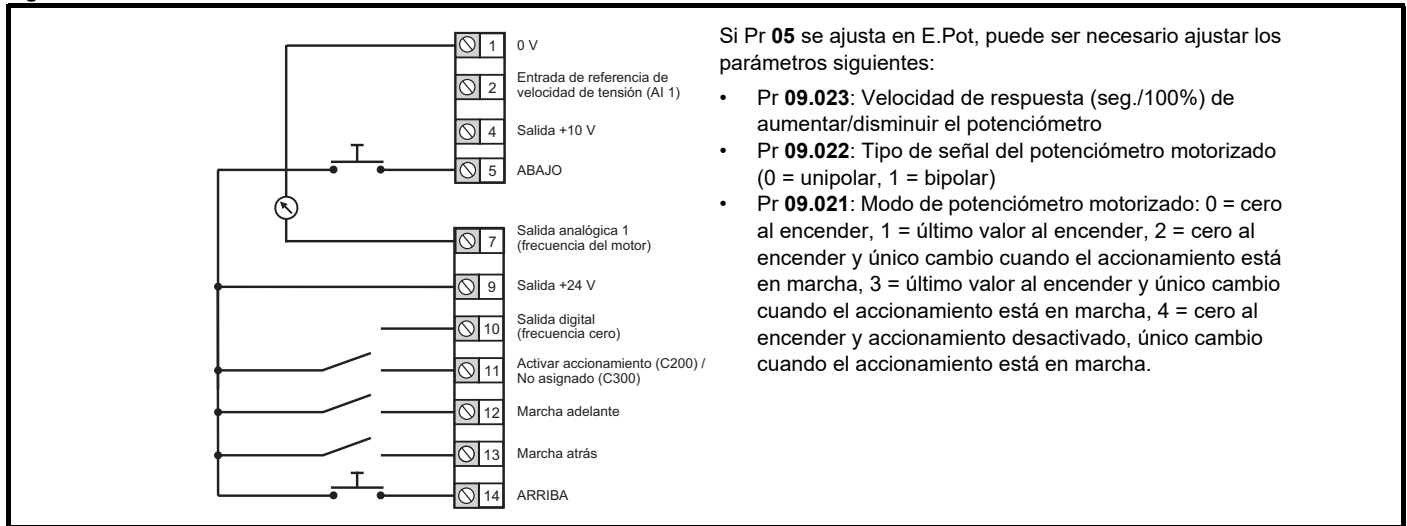 1 0 V
2 Entrada de referencia de
velocidad de tensión (AI 1)
4 Salida +10 V
5 ABAJO
7 Salida analógica 1
(frecuencia del motor)
9 Salida +24 V
10 Salida digital
(frecuencia cero)
11 Activar accionamiento (C200) /
No asignado (C300)
12 Marcha adelante
13 Marcha atrás
14 ARRIBA
Si Pr 05 se ajusta en E.Pot, puede ser necesario ajustar los
parámetros siguientes:
• Pr 09.023: Velocidad de respuesta (seg./100%) de
aumentar/disminuir el potenciómetro
• Pr 09.022: Tipo de señal del potenciómetro motorizado
(0 = unipolar, 1 = bipolar)
• Pr 09.021: Modo de potenciómetro motorizado: 0 = cero
al encender, 1 = último valor al encender, 2 = cero al
encender y único cambio cuando el accionamiento está
en marcha, 3 = último valor al encender y único cambio
cuando el accionamiento está en marcha, 4 = cero al
encender y accionamiento desactivado, único cambio
cuando el accionamiento está en marcha.